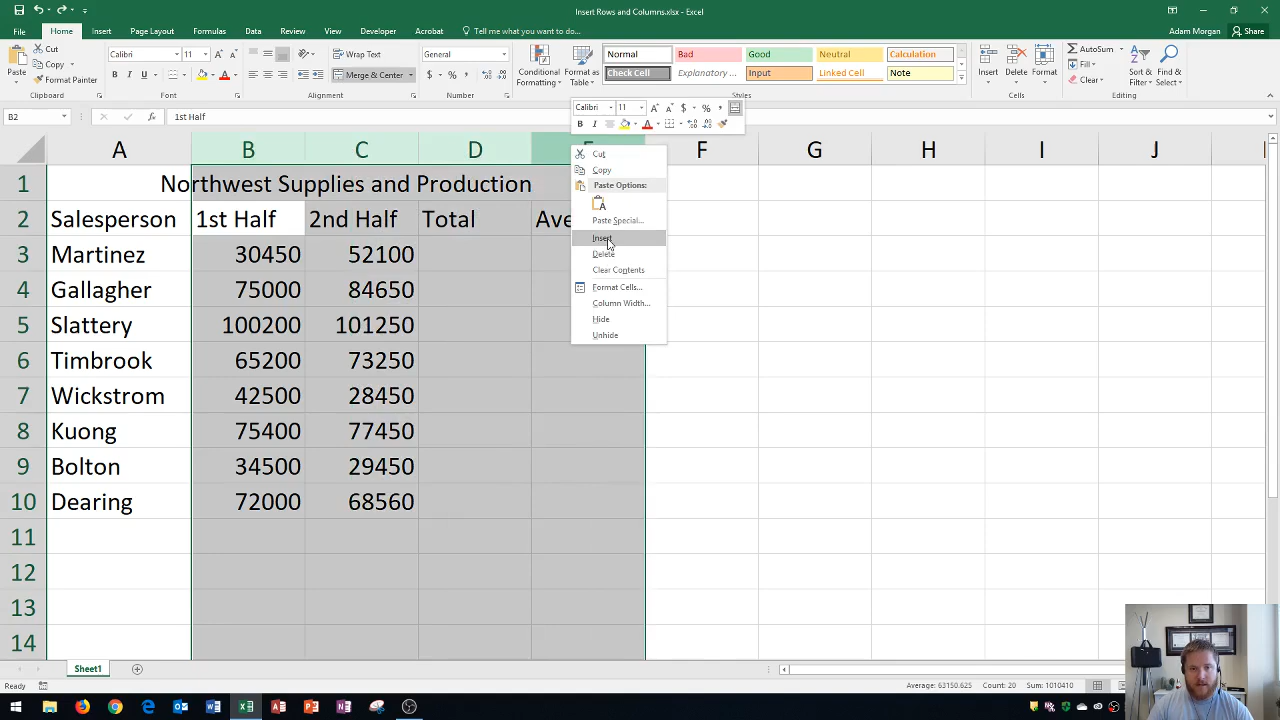 Insert Rows and Columns.xlsx - Excel
File Home Insert Page Layout Formulas Data Review View Developer Acrobat Tell me what you want to do... Adam Morgan Share
Cut
Copy
Format Painter
Paste
Clipboard
Calibri 11
B I U
Font
Wrap Text
Merge & Center
Alignment
General
$ % ,
Number
Conditional Formatting
Format as Table
Normal Bad Good Neutral Calculation
Check Cell Explanatory ... Input Linked Cell Note
Styles
Insert Delete Format
Cells
AutoSum
Fill
Clear
Sort & Filter
Find & Select
Editing
B2 fx 1st Half
Calibri 11 $ % ,
B I
A B C D E F G H I J
1 Northwest Supplies and Production
2 Salesperson 1st Half 2nd Half Total Ave
3 Martinez 30450 52100
4 Gallagher 75000 84650
5 Slattery 100200 101250
6 Timbrook 65200 73250
7 Wickstrom 42500 28450
8 Kuong 75400 77450
9 Bolton 34500 29450
10 Dearing 72000 68560
11
12
13
14
Cut
Copy
Paste Options:
Paste Special...
Insert
Delete
Clear Contents
Format Cells...
Column Width...
Hide
Unhide
Sheet1
Ready
Average: 63150.625 Count: 20 Sum: 1010410